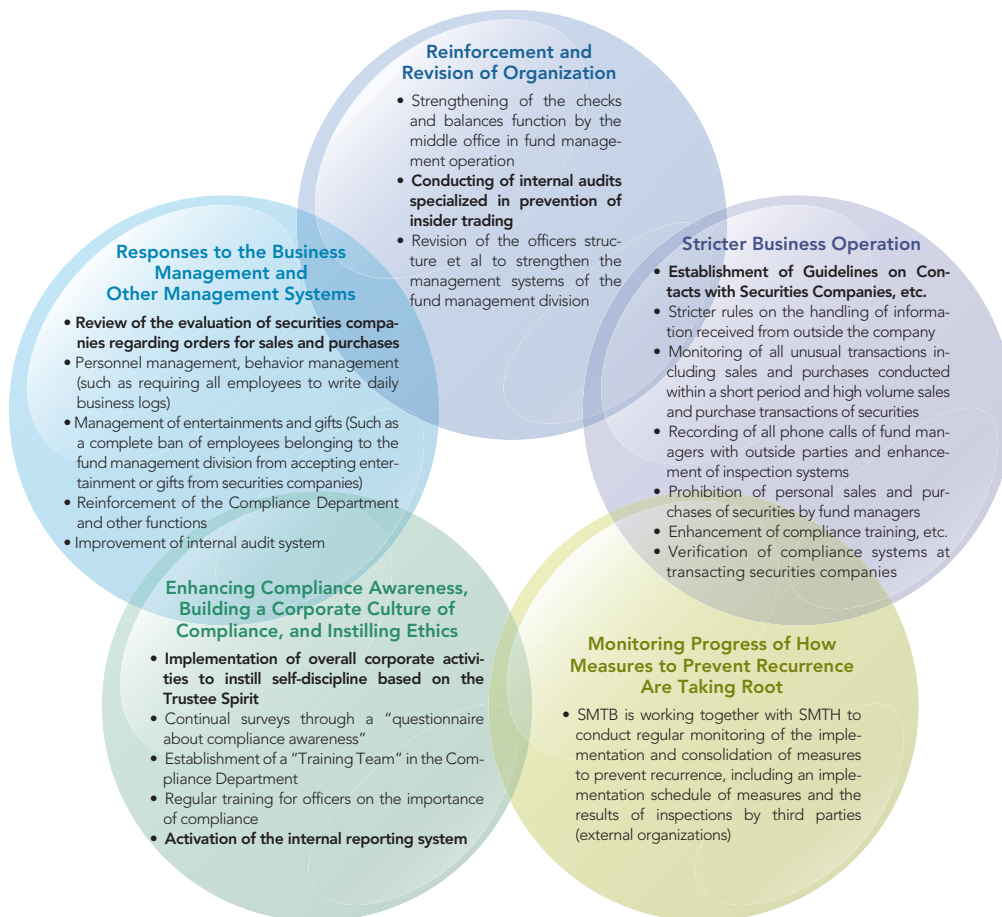 Reinforcement and
Revision of Organization
• Strengthening of the checks
and balances function by the
middle office in fund manage-
ment operation
• Conducting of internal audits
specialized in prevention of
insider trading
• Revision of the officers struc-
ture et al to strengthen the
management systems of the
fund management division
Responses to the Business
Management and
Other Management Systems
• Review of the evaluation of securities compa-
nies regarding orders for sales and purchases
• Personnel management, behavior management
(such as requiring all employees to write daily
business logs)
• Management of entertainments and gifts (Such as
a complete ban of employees belonging to the
fund management division from accepting enter-
tainment or gifts from securities companies)
• Reinforcement of the Compliance Department
and other functions
• Improvement of internal audit system
Stricter Business Operation
• Establishment of Guidelines on Con-
tacts with Securities Companies, etc.
• Stricter rules on the handling of informa-
tion received from outside the company
• Monitoring of all unusual transactions in-
cluding sales and purchases conducted
within a short period and high volume sales
and purchase transactions of securities
• Recording of all phone calls of fund man-
agers with outside parties and enhance-
ment of inspection systems
• Prohibition of personal sales and pur-
chases of securities by fund managers
• Enhancement of compliance training, etc.
• Verification of compliance systems at
transacting securities companies
Enhancing Compliance Awareness,
Building a Corporate Culture of
Compliance, and Instilling Ethics
• Implementation of overall corporate activi-
ties to instill self-discipline based on the
Trustee Spirit
• Continual surveys through a “questionnaire
about compliance awareness”
• Establishment of a “Training Team” in the Com-
pliance Department
• Regular training for officers on the importance
of compliance
• Activation of the internal reporting system
Monitoring Progress of How
Measures to Prevent Recurrence
Are Taking Root
• SMTB is working together with SMTH to
conduct regular monitoring of the imple-
mentation and consolidation of measures
to prevent recurrence, including an imple-
mentation schedule of measures and the
results of inspections by third parties
(external organizations)